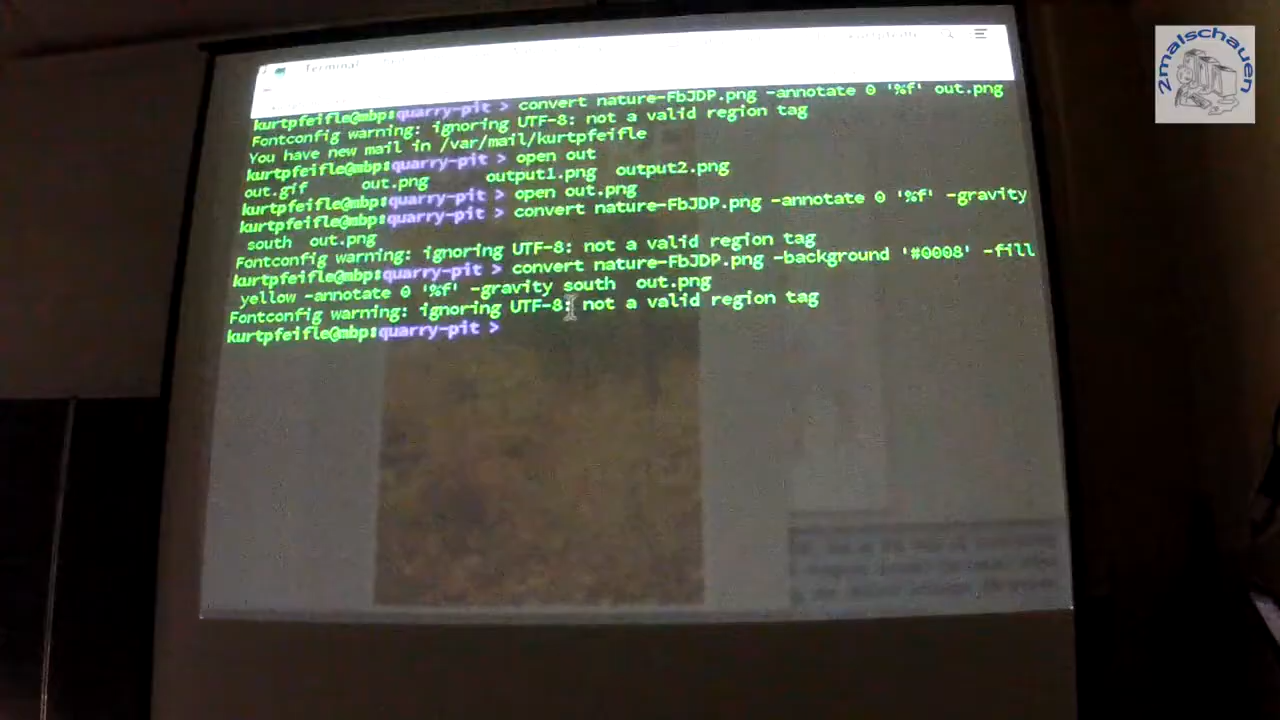 Terminal
kurtpfeifle@mbp:quarry-pit > convert nature-FbJDP.png -annotate 0 '%f' out.png
Fontconfig warning: ignoring UTF-8: not a valid region tag
You have new mail in /var/mail/kurtpfeifle
kurtpfeifle@mbp:quarry-pit > open out
out.gif out.png output1.png output2.png
kurtpfeifle@mbp:quarry-pit > open out.png
kurtpfeifle@mbp:quarry-pit > convert nature-FbJDP.png -annotate 0 '%f' -gravity
south out.png
Fontconfig warning: ignoring UTF-8: not a valid region tag
kurtpfeifle@mbp:quarry-pit > convert nature-FbJDP.png -background '#0008' -fill
yellow -annotate 0 '%f' -gravity south out.png
Fontconfig warning: ignoring UTF-8: not a valid region tag
kurtpfeifle@mbp:quarry-pit >
2malschauen